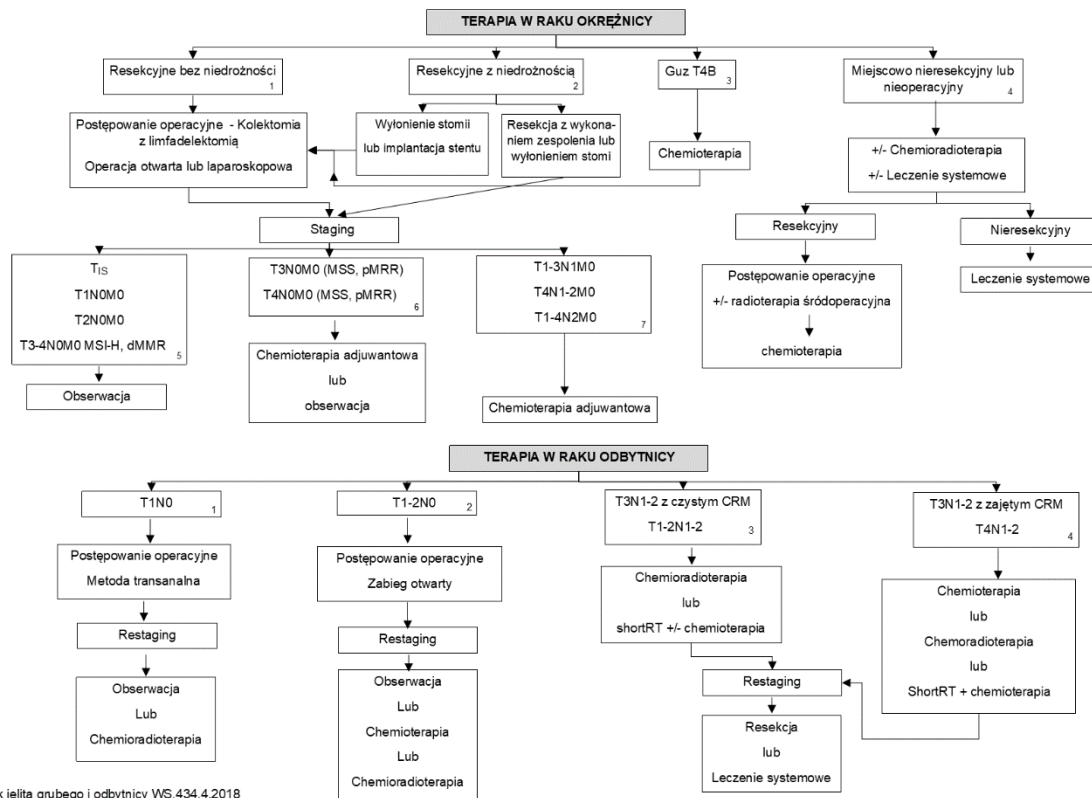 TERAPIA W RAKU OKRĘŻNICY
Resekcyjne bez niedrożności
1
Resekcyjne z niedrożnością
2
Guz T4B
3
Miejscowo nieresekcyjny lub
nieoperacyjny
4
Postępowanie operacyjne - Kolektomia
z limfadelektomią
Operacja otwarta lub laparoskopowa
Wyłonienie stomii
lub implantacja stentu
Resekcja z wykona-
niem zespolenia lub
wyłonieniem stomi
Chemioterapia
+/- Chemioradioterapia
+/- Leczenie systemowe
Staging
Resekcyjny
Nieresekcyjny
TIS
T1N0M0
T2N0M0
T3-4N0M0 MSI-H, dMMR
5
T3N0M0 (MSS, pMRR)
T4N0M0 (MSS, pMRR)
6
T1-3N1M0
T4N1-2M0
T1-4N2M0
7
Postępowanie operacyjne
+/- radioterapia śródoperacyjna
chemioterapia
Leczenie systemowe
Obserwacja
Chemioterapia adjuwantowa
lub
obserwacja
Chemioterapia adjuwantowa
TERAPIA W RAKU ODBYTNICY
T1N0
1
T1-2N0
2
T3N1-2 z czystym CRM
T1-2N1-2
3
T3N1-2 z zajętym CRM
T4N1-2
4
Postępowanie operacyjne
Metoda transanalna
Postępowanie operacyjne
Zabieg otwarty
Chemioradioterapia
lub
shortRT +/- chemioterapia
Chemioterapia
lub
Chemoradioterapia
lub
ShortRT + chemioterapia
Restaging
Restaging
Restaging
Obserwacja
Lub
Chemioradioterapia
Obserwacja
Lub
Chemioterapia
Lub
Chemioradioterapia
Resekcja
lub
Leczenie systemowe
k jelita grubego i odbytnicy WS.434.4.2018